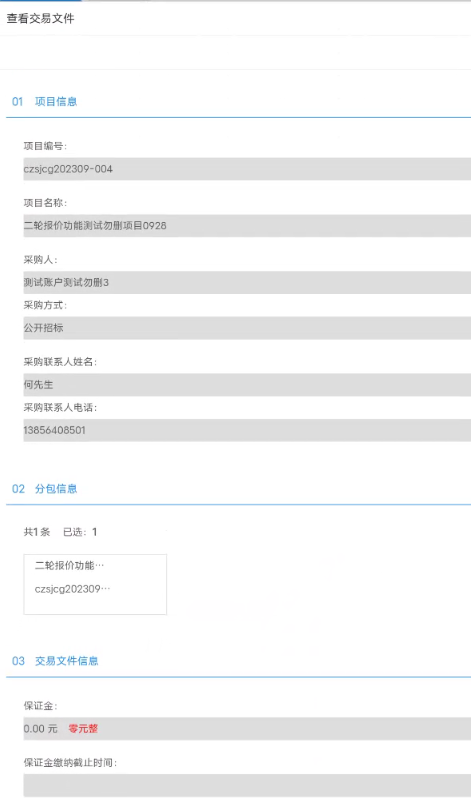 查看交易文件
01 项目信息
项目编号：
czsjcg202309-004
项目名称：
二轮报价功能测试勿删项目0928
采购人：
测试账户测试勿删3
采购方式：
公开招标
采购联系人姓名：
何先生
采购联系人电话：
13856408501
02 分包信息
共1条 已选：1
二轮报价功能…
czsjcg202309…
03 交易文件信息
保证金：
0.00 元 零元整
保证金缴纳截止时间：